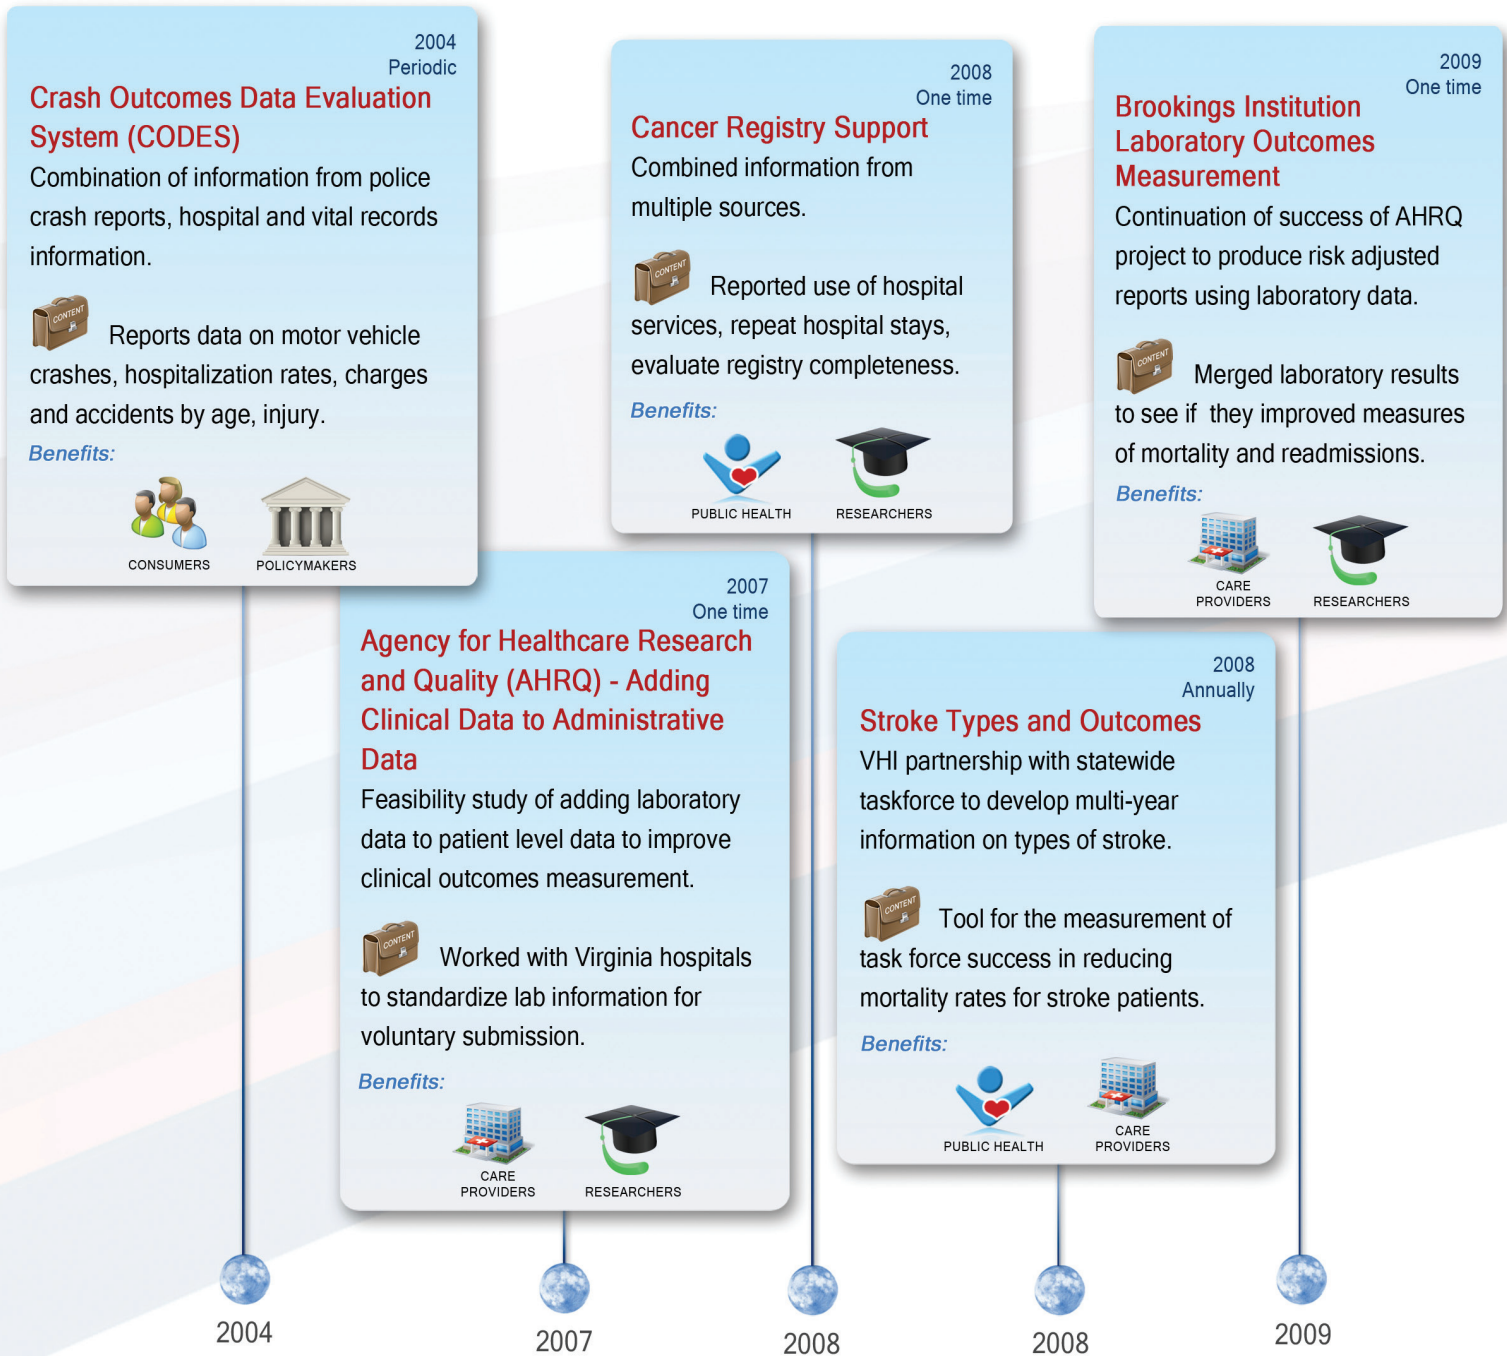 2004
Periodic
Crash Outcomes Data Evaluation
System (CODES)
Combination of information from police
crash reports, hospital and vital records
information.
CONTENT
Reports data on motor vehicle
crashes, hospitalization rates, charges
and accidents by age, injury.
Benefits:
CONSUMERS
POLICYMAKERS
2007
One time
Agency for Healthcare Research
and Quality (AHRQ) - Adding
Clinical Data to Administrative
Data
Feasibility study of adding laboratory
data to patient level data to improve
clinical outcomes measurement.
CONTENT
Worked with Virginia hospitals
to standardize lab information for
voluntary submission.
Benefits:
CARE
PROVIDERS
RESEARCHERS
2008
One time
Cancer Registry Support
Combined information from
multiple sources.
CONTENT
Reported use of hospital
services, repeat hospital stays,
evaluate registry completeness.
Benefits:
PUBLIC HEALTH
RESEARCHERS
2008
Annually
Stroke Types and Outcomes
VHI partnership with statewide
taskforce to develop multi-year
information on types of stroke.
CONTENT
Tool for the measurement of
task force success in reducing
mortality rates for stroke patients.
Benefits:
PUBLIC HEALTH
CARE
PROVIDERS
2009
One time
Brookings Institution
Laboratory Outcomes
Measurement
Continuation of success of AHRQ
project to produce risk adjusted
reports using laboratory data.
CONTENT
Merged laboratory results
to see if  they improved measures
of mortality and readmissions.
Benefits:
CARE
PROVIDERS
RESEARCHERS
2004
2007
2008
2008
2009